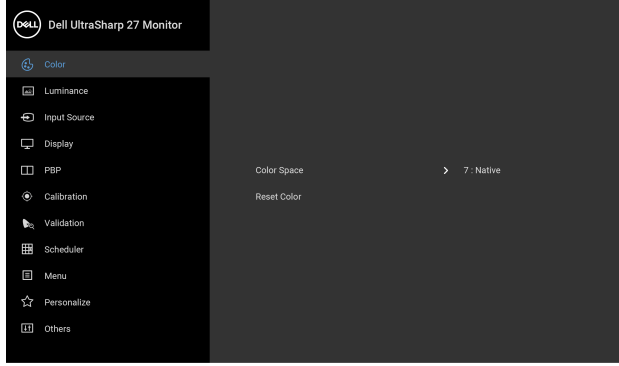 DELL Dell UltraSharp 27 Monitor
Color
Luminance
Input Source
Display
PBP
Color Space 7 : Native
Calibration
Reset Color
Validation
Scheduler
Menu
Personalize
Others